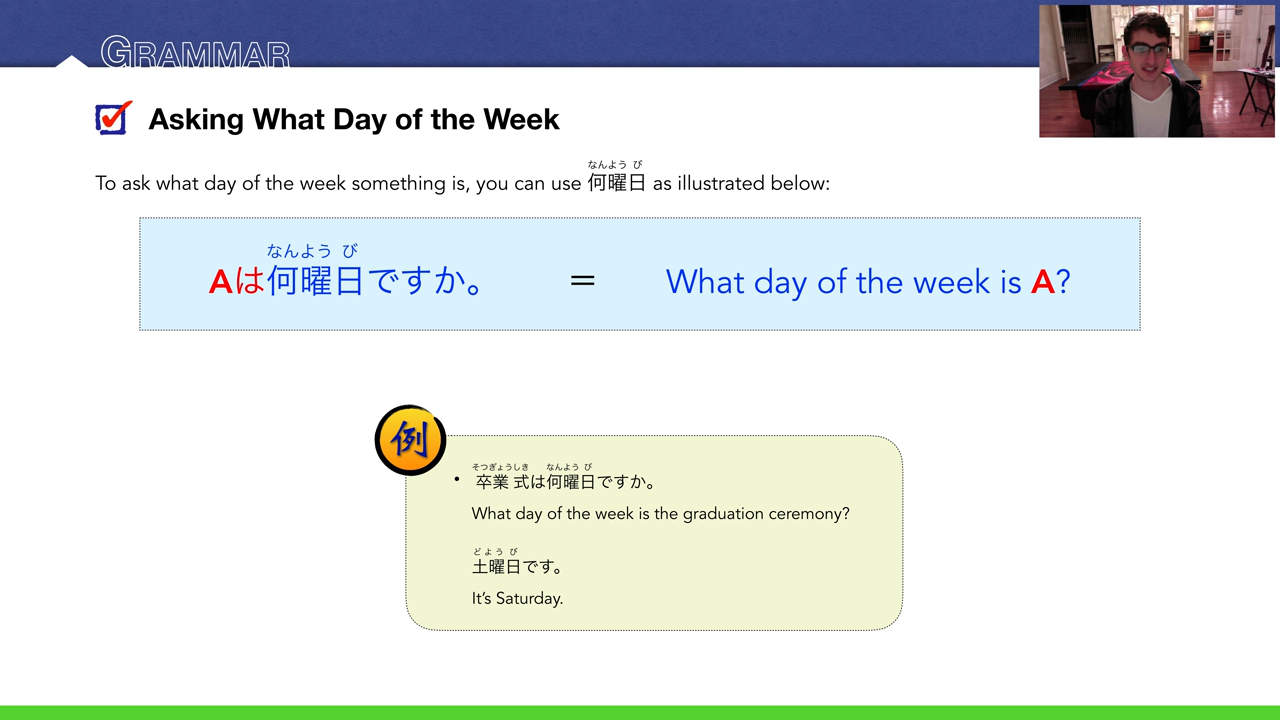 GRAMMAR
Asking What Day of the Week
なんようび
To ask what day of the week something is, you can use 何曜日 as illustrated below:
なんようび
Aは何曜日ですか。 = What day of the week is A?
例
そつぎょうしき なんようび
• 卒業式は何曜日ですか。
What day of the week is the graduation ceremony?
どようび
土曜日です。
It's Saturday.